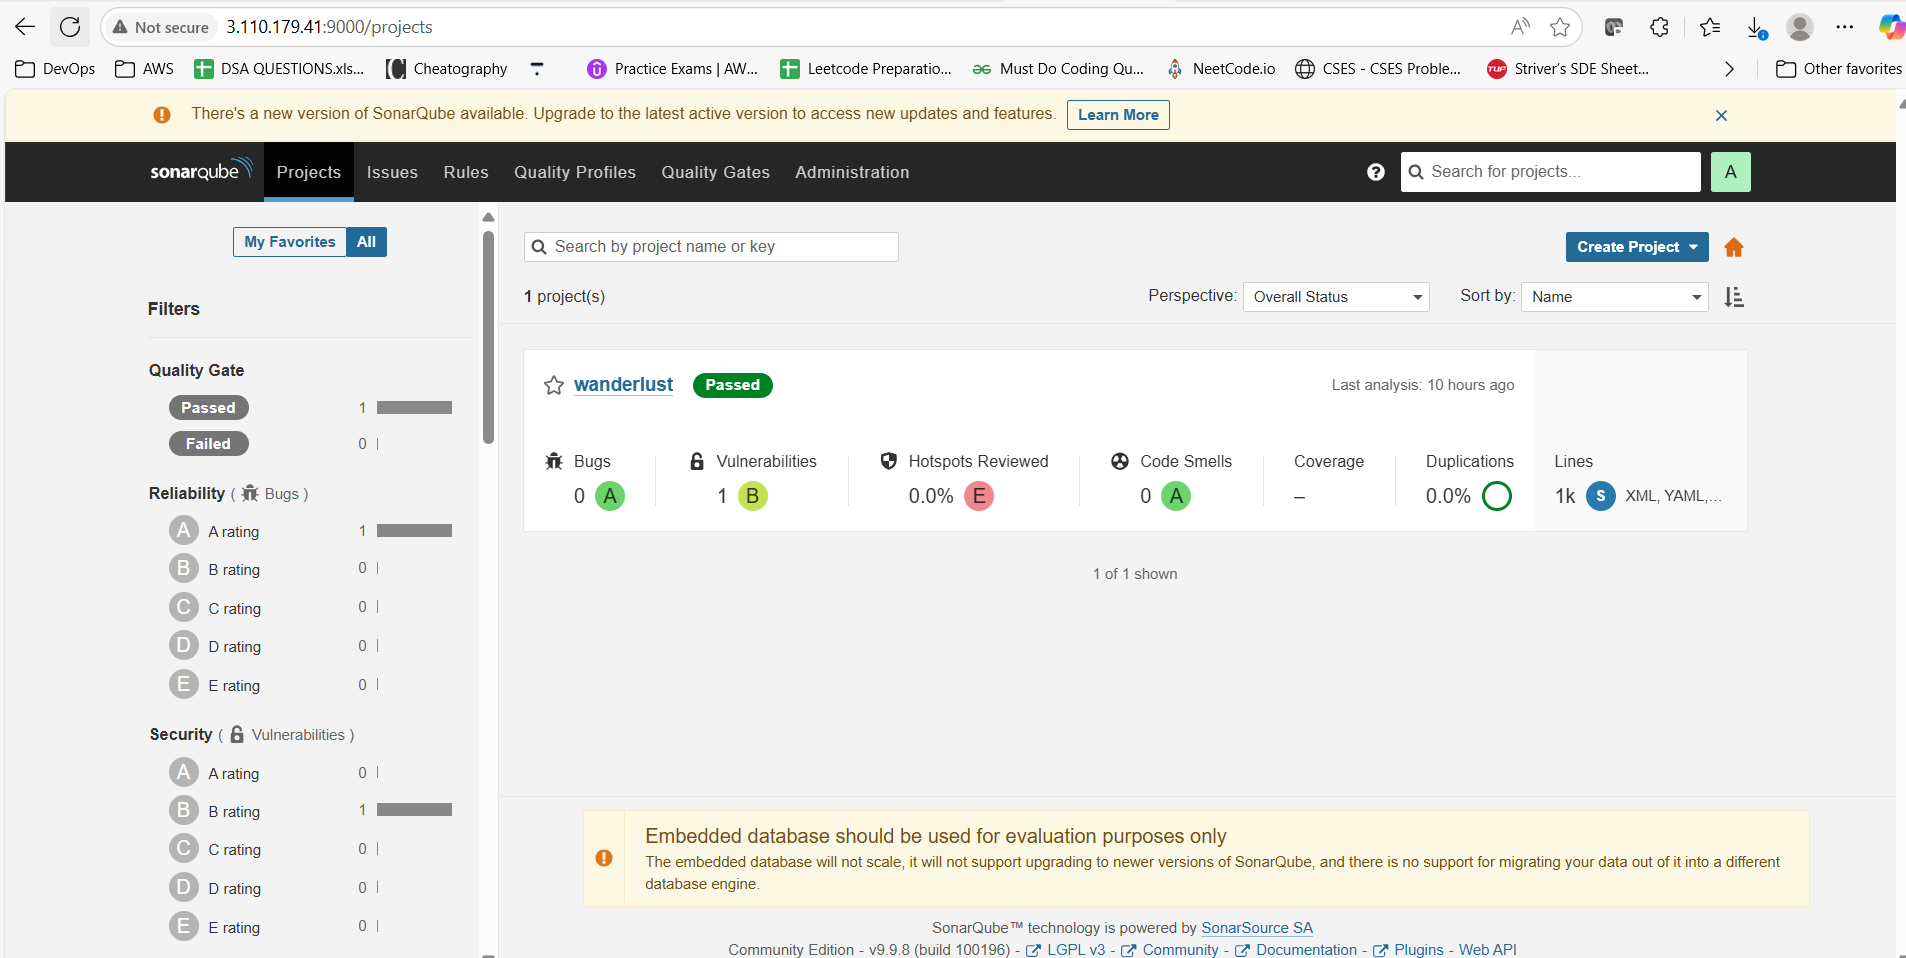 Not secure 3.110.179.41:9000/projects
DevOps AWS DSA QUESTIONS.xls... Cheatography Practice Exams | AW... Leetcode Preparatio... Must Do Coding Qu... NeetCode.io CSES - CSES Proble... TUF Striver's SDE Sheet... Other favorites
There's a new version of SonarQube available. Upgrade to the latest active version to access new updates and features. Learn More
sonarqube Projects Issues Rules Quality Profiles Quality Gates Administration Search for projects... A
My Favorites All
Filters
Quality Gate
Passed 1
Failed 0
Reliability ( Bugs )
A A rating 1
B B rating 0
C C rating 0
D D rating 0
E E rating 0
Security ( Vulnerabilities )
A A rating 0
B B rating 1
C C rating 0
D D rating 0
E E rating 0
Search by project name or key Create Project
1 project(s) Perspective: Overall Status Sort by: Name
wanderlust Passed Last analysis: 10 hours ago
Bugs Vulnerabilities Hotspots Reviewed Code Smells Coverage Duplications Lines
0 A 1 B 0.0% E 0 A – 0.0% 1k S XML, YAML,...
1 of 1 shown
Embedded database should be used for evaluation purposes only
The embedded database will not scale, it will not support upgrading to newer versions of SonarQube, and there is no support for migrating your data out of it into a different
database engine.
SonarQube™ technology is powered by SonarSource SA
Community Edition - v9.9.8 (build 100196) - LGPL v3 - Community - Documentation - Plugins - Web API